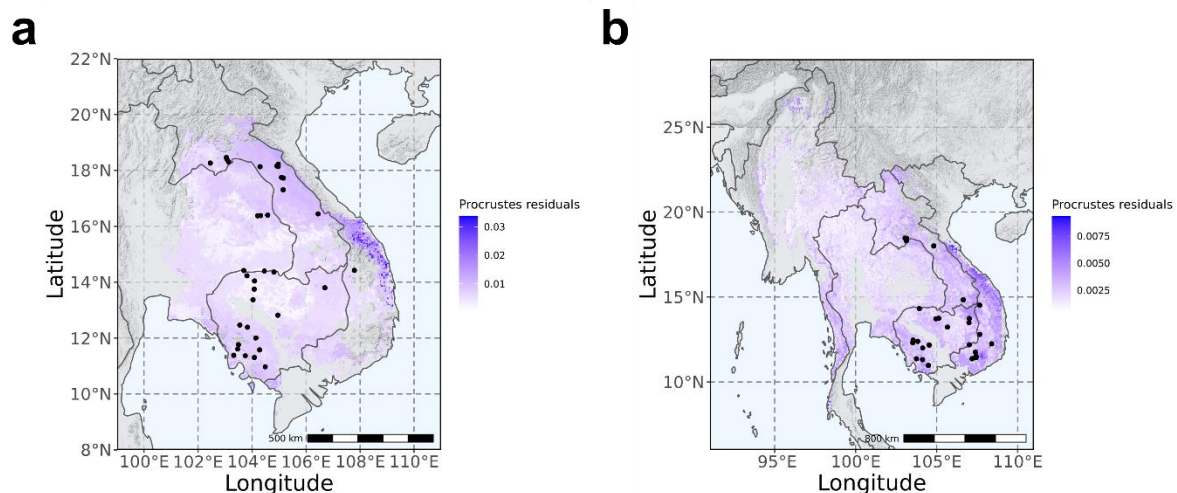 a
22°N
20°N
18°N
16°N
14°N
12°N
10°N
8°N
Latitude
500 km
100°E 102°E 104°E 106°E 108°E 110°E
Longitude
Procrustes residuals
0.03
0.02
0.01
b
25°N
20°N
15°N
10°N
Latitude
800 km
95°E 100°E 105°E 110°E
Longitude
Procrustes residuals
0.0075
0.0050
0.0025